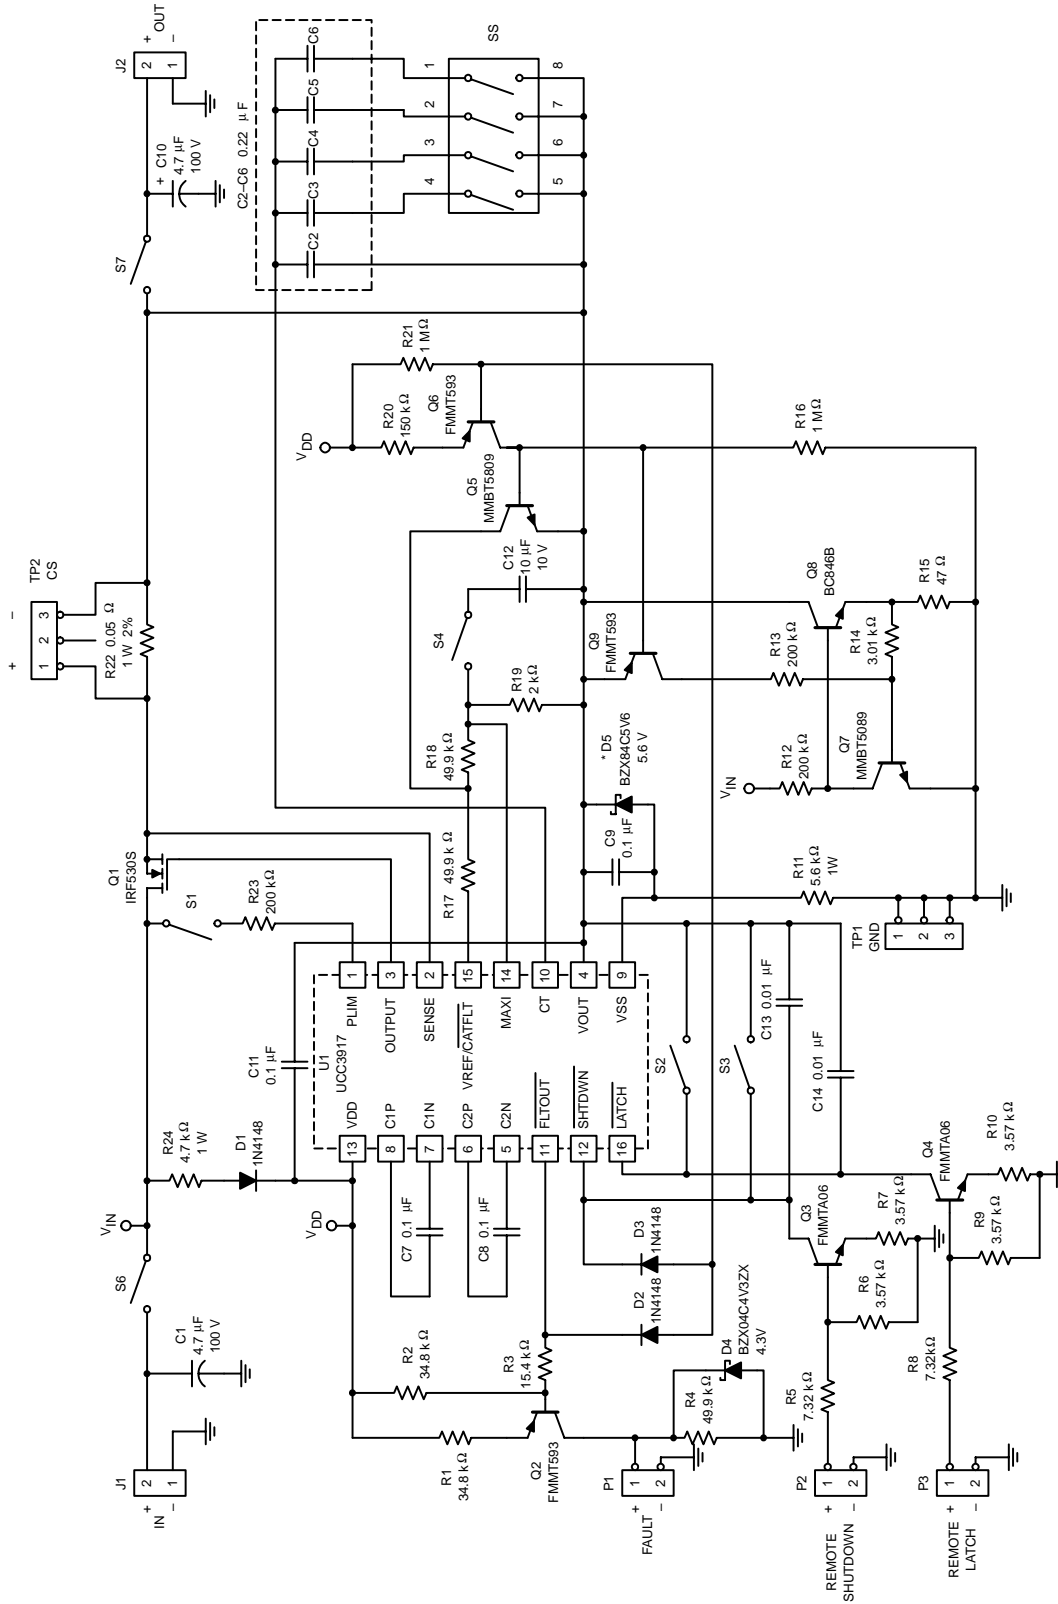 J1
IN
+
–
2
1
C1
4.7 μF
100 V
S6
VIN
R24
4.7 kΩ
1 W
D1
1N4148
C11
0.1 μF
S1
R23
200 kΩ
Q1
IRF530S
TP2
CS
+
–
1
2
3
R22 0.05 Ω
1 W 2%
S7
+ C10
4.7 μF
100 V
J2
2
1
+
OUT
–
C2–C6 0.22 μF
C2
C3
C4
C5
C6
4
3
2
1
5
6
7
8
SS
U1
UCC3917
VDD
13
C1P
8
C1N
7
C2P
6
C2N
5
FLTOUT
11
SHTDWN
12
LATCH
16
PLIM
1
OUTPUT
3
SENSE
2
VREF/CATFLT
15
MAXI
14
CT
10
VOUT
4
VSS
9
VDD
C7 0.1 μF
C8 0.1 μF
R2
34.8 kΩ
R1
34.8 kΩ
R3
15.4 kΩ
Q2
FMMT593
D2
1N4148
D3
1N4148
R4
49.9 kΩ
D4
BZX04C4V3ZX
4.3V
P1
1
2
+
FAULT
–
R17 49.9 kΩ
R18
49.9 kΩ
R19
2 kΩ
S4
C12
10 μF
10 V
Q5
MMBT5809
VDD
R20
150 kΩ
R21
1 MΩ
Q6
FMMT593
Q9
FMMT593
R16
1 MΩ
* D5
BZX84C5V6
5.6 V
C9
0.1 μF
R11
5.6 kΩ
1W
VIN
R12
200 kΩ
R13
200 kΩ
Q7
MMBT5089
Q8
BC846B
R14
3.01 kΩ
R15
47 Ω
TP1
GND
1
2
3
S2
S3
C13 0.01 μF
C14 0.01 μF
Q3
FMMTA06
R5
7.32 kΩ
R6
3.57 kΩ
R7
3.57 kΩ
P2
1
2
+
–
REMOTE
SHUTDOWN
Q4
FMMTA06
R8
7.32kΩ
R9
3.57 kΩ
R10
3.57 kΩ
P3
1
2
+
–
REMOTE
LATCH